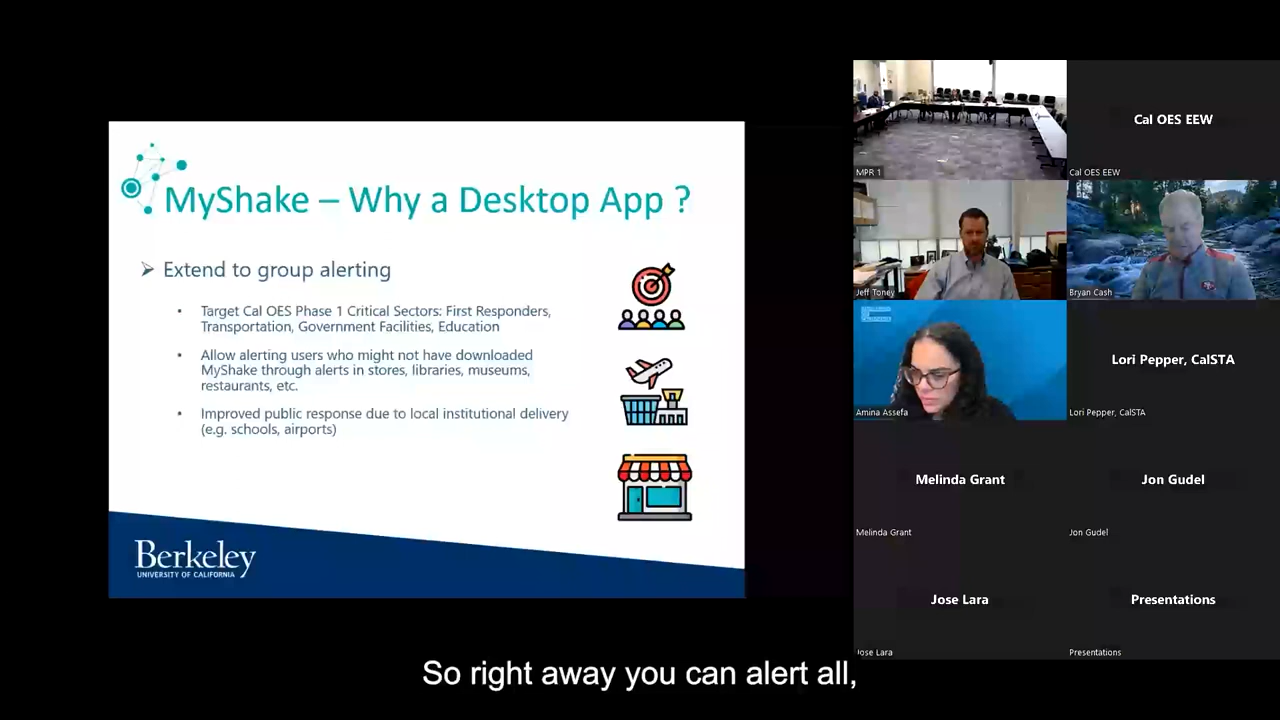 MyShake – Why a Desktop App ?
➢ Extend to group alerting
• Target Cal OES Phase 1 Critical Sectors: First Responders,
Transportation, Government Facilities, Education
• Allow alerting users who might not have downloaded
MyShake through alerts in stores, libraries, museums,
restaurants, etc.
• Improved public response due to local institutional delivery
(e.g. schools, airports)
Berkeley
UNIVERSITY OF CALIFORNIA
MPR 1
Cal OES EEW
Cal OES EEW
Jeff Toney
Bryan Cash
Amina Assefa
Lori Pepper, CalSTA
Lori Pepper, CalSTA
Melinda Grant
Melinda Grant
Jon Gudel
Jon Gudel
Jose Lara
Jose Lara
Presentations
Presentations
So right away you can alert all,